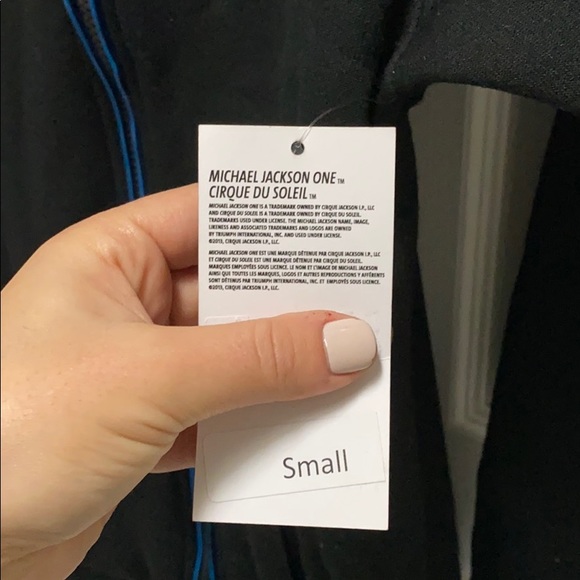 MICHAEL JACKSON ONE™
CIRQUE DU SOLEIL™
MICHAEL JACKSON ONE IS A TRADEMARK OWNED BY CIRQUE JACKSON I.P., LLC
AND CIRQUE DU SOLEIL IS A TRADEMARK OWNED BY CIRQUE DU SOLEIL.
TRADEMARKS USED UNDER LICENSE. THE MICHAEL JACKSON NAME, IMAGE,
LIKENESS AND ASSOCIATED TRADEMARKS AND LOGOS ARE OWNED
BY TRIUMPH INTERNATIONAL, INC. AND USED UNDER LICENSE.
©2013, CIRQUE JACKSON I.P., LLC.
MICHAEL JACKSON ONE EST UNE MARQUE DÉTENUE PAR CIRQUE JACKSON I.P., LLC
ET CIRQUE DU SOLEIL EST UNE MARQUE DÉTENUE PAR CIRQUE DU SOLEIL.
MARQUES EMPLOYÉES SOUS LICENCE. LE NOM ET L'IMAGE DE MICHAEL JACKSON
AINSI QUE TOUTES LES MARQUES, LOGOS ET AUTRES REPRODUCTIONS Y AFFÉRENTS
SONT DÉTENUS PAR TRIUMPH INTERNATIONAL, INC. ET EMPLOYÉS SOUS LICENCE.
©2013, CIRQUE JACKSON I.P., LLC.
Small